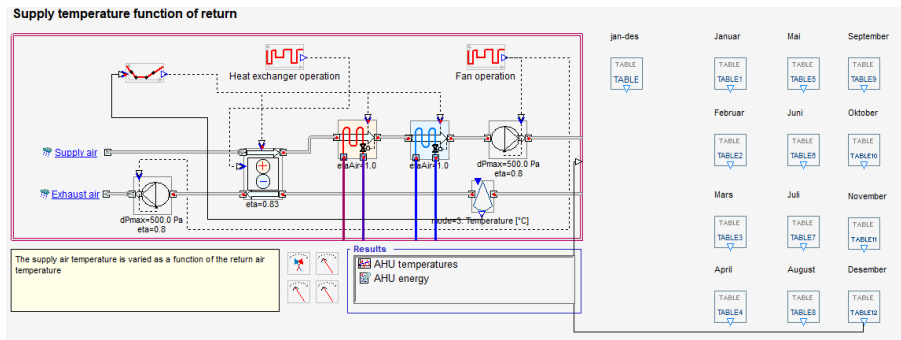 Supply temperature function of return
Heat exchanger operation
Fan operation
Supply air
etaAir=1.0
etaAir=1.0
dPmax=500.0 Pa
eta=0.8
Exhaust air
dPmax=500.0 Pa
eta=0.8
eta=0.83
mode=3. Temperature [°C]
The supply air temperature is varied as a function of the return air
temperature
Results
AHU temperatures
AHU energy
jan-des
TABLE
TABLE
Januar
TABLE
TABLE1
Mai
TABLE
TABLE5
September
TABLE
TABLE9
Februar
TABLE
TABLE2
Juni
TABLE
TABLE6
Oktober
TABLE
TABLE10
Mars
TABLE
TABLE3
Juli
TABLE
TABLE7
November
TABLE
TABLE11
April
TABLE
TABLE4
August
TABLE
TABLE8
Desember
TABLE
TABLE12